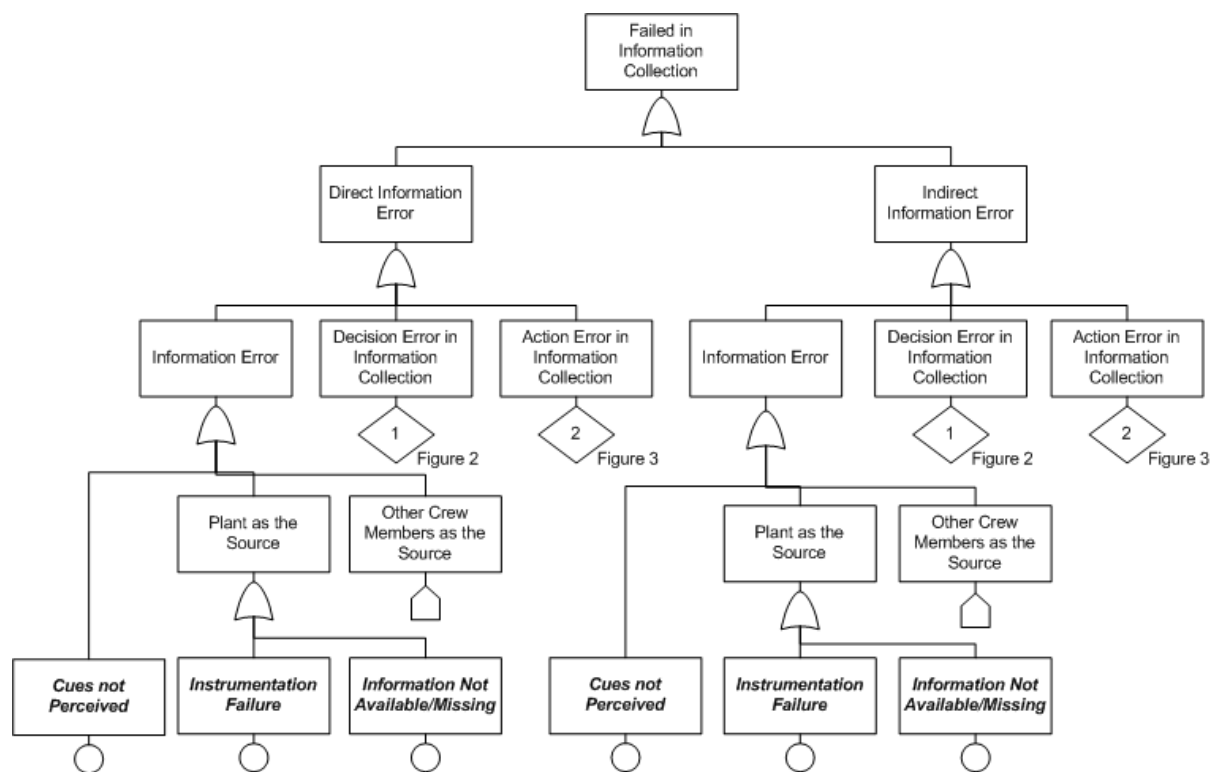 Failed in
Information
Collection
Direct Information
Error
Indirect
Information Error
Information Error
Decision Error in
Information
Collection
Action Error in
Information
Collection
Information Error
Decision Error in
Information
Collection
Action Error in
Information
Collection
1
Figure 2
2
Figure 3
1
Figure 2
2
Figure 3
Plant as the
Source
Other Crew
Members as the
Source
Plant as the
Source
Other Crew
Members as the
Source
Cues not
Perceived
Instrumentation
Failure
Information Not
Available/Missing
Cues not
Perceived
Instrumentation
Failure
Information Not
Available/Missing